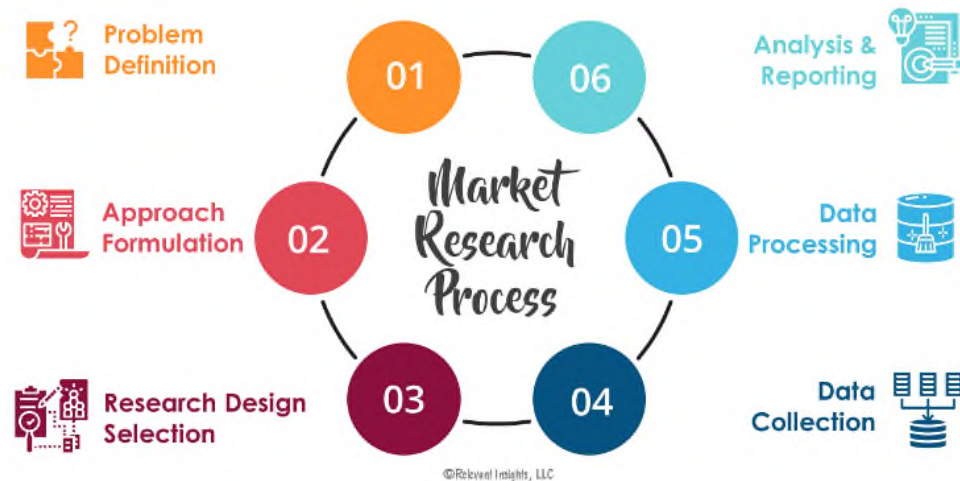 01
Problem
Definition
02
Approach
Formulation
03
Research Design
Selection
04
Data
Collection
05
Data
Processing
06
Analysis &
Reporting
Market
Research
Process
?
©Relevant Insights, LLC